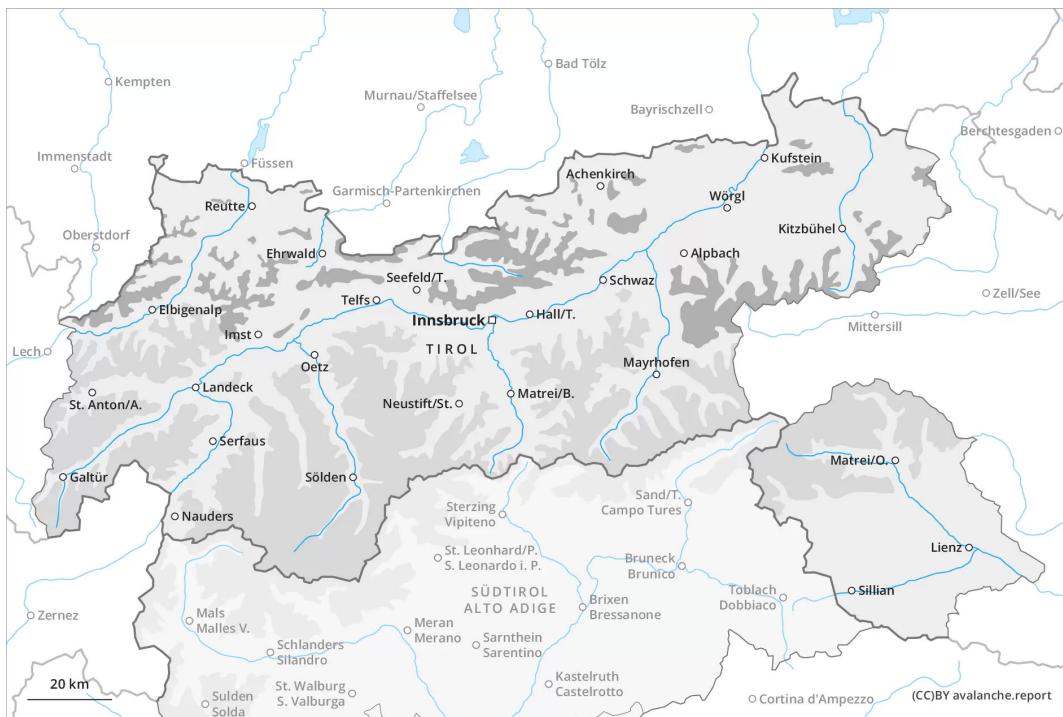 Kempten
Bad Tölz
Murnau/Staffelsee
Bayrischzell
Berchtesgaden
Immenstadt
Füssen
Kufstein
Achenkirch
Garmisch-Partenkirchen
Reutte
Wörgl
Kitzbühel
Oberstdorf
Ehrwald
Alpbach
Seefeld/T.
Schwaz
Zell/See
Telfs
Elbigenalp
Innsbruck
Hall/T.
Mittersill
Imst
TIROL
Lech
Oetz
Mayrhofen
Landeck
St. Anton/A.
Neustift/St.
Matrei/B.
Serfaus
Matrei/O.
Galtür
Sölden
Sand/T.
Campo Tures
Sterzing
Vipiteno
Nauders
Lienz
St. Leonhard/P.
S. Leonardo i. P.
Bruneck
Brunico
SÜDTIROL
ALTO ADIGE
Sillian
Toblach
Dobbiaco
Brixen
Bressanone
Zernez
Mals
Malles V.
Meran
Merano
Sarnthein
Sarentino
Schlanders
Silandro
Kastelruth
Castelrotto
20 km
St. Walburg
S. Valburga
Sulden
Solda
Cortina d'Ampezzo
(CC)BY avalanche.report